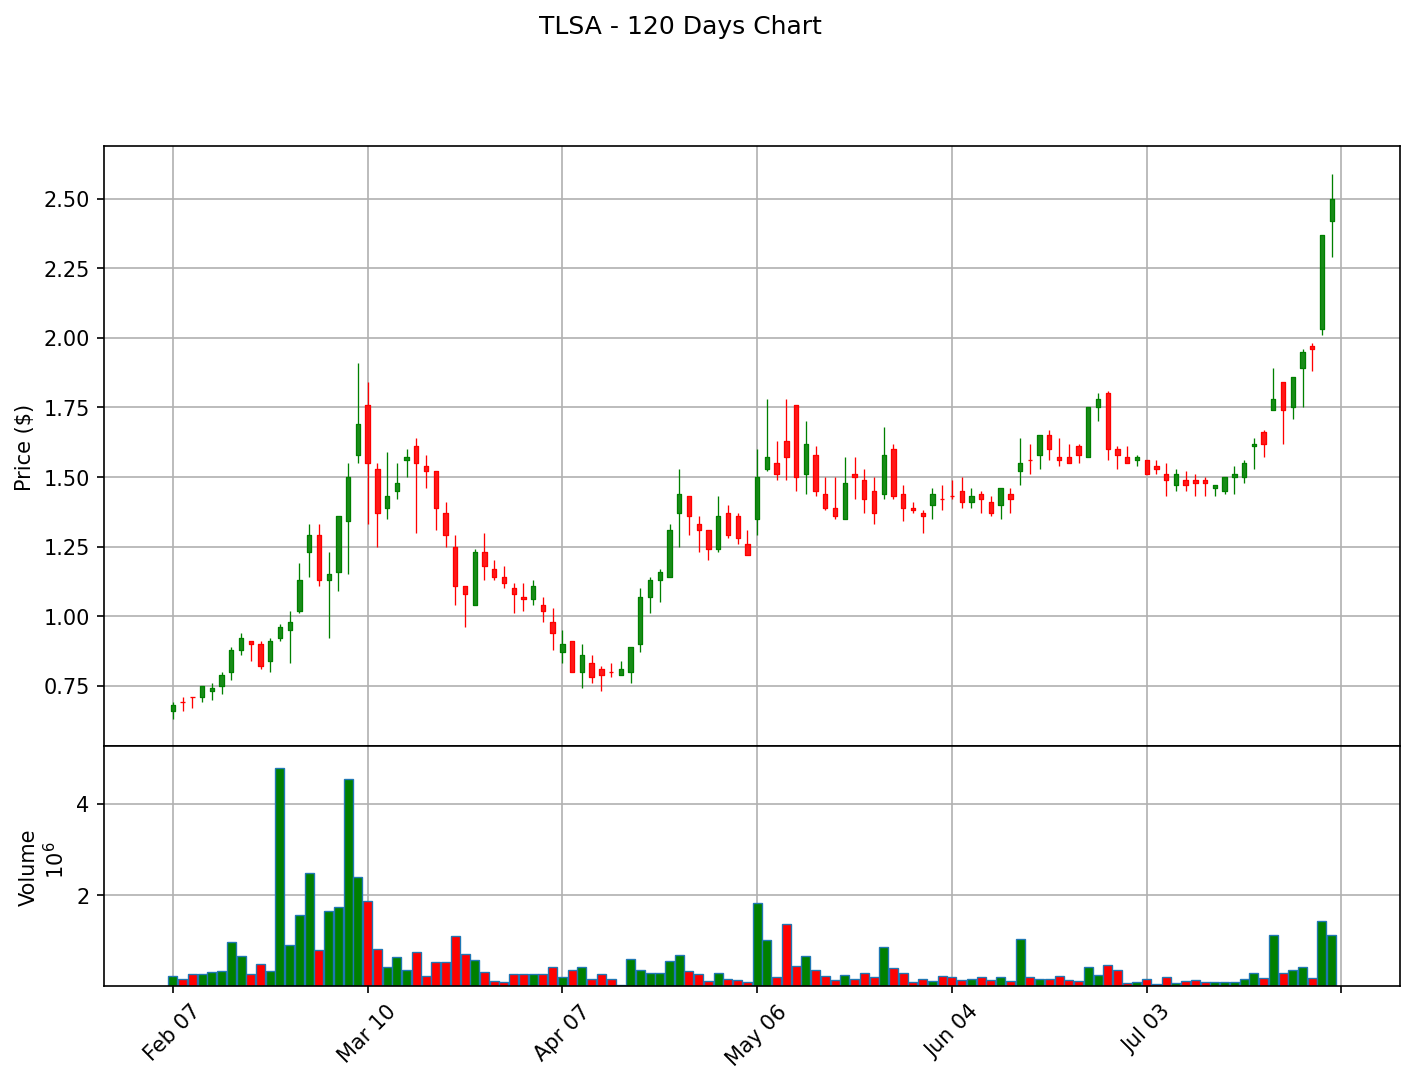 TLSA - 120 Days Chart
Price ($)
2.50
2.25
2.00
1.75
1.50
1.25
1.00
0.75
Volume
10^6
4
2
Feb 07
Mar 10
Apr 07
May 06
Jun 04
Jul 03